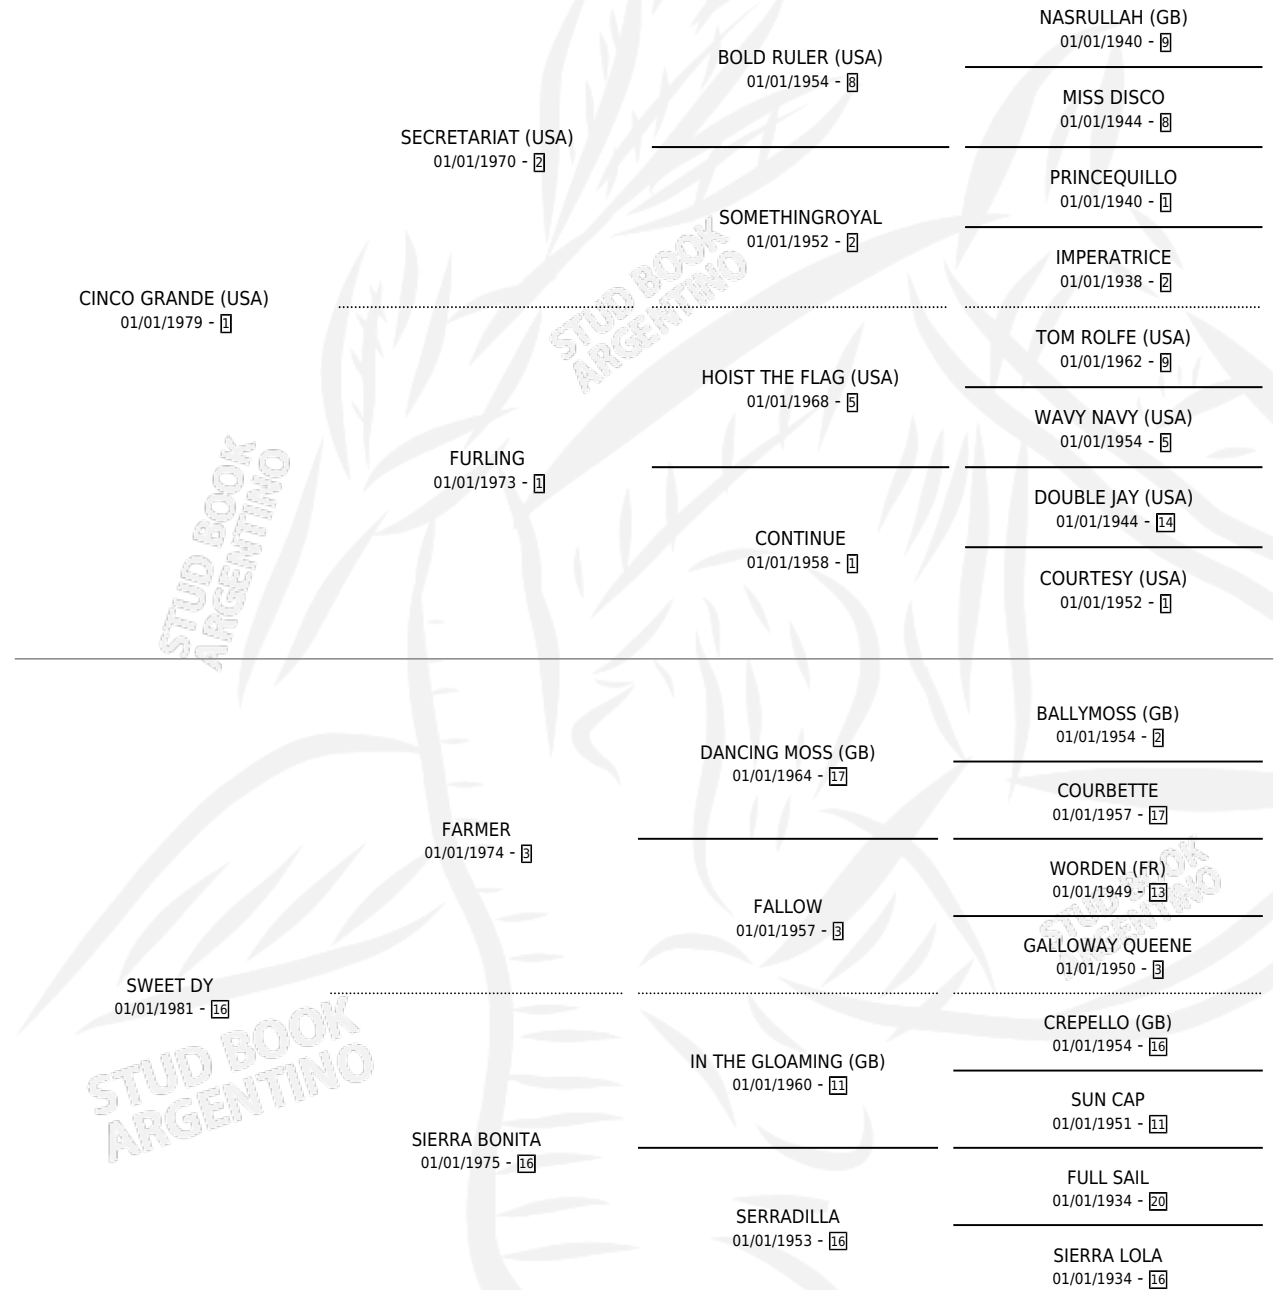 NASRULLAH (GB)
01/01/1940 - 9
BOLD RULER (USA)
01/01/1954 - 8
MISS DISCO
01/01/1944 - 8
SECRETARIAT (USA)
01/01/1970 - 2
PRINCEQUILLO
01/01/1940 - 1
SOMETHINGROYAL
01/01/1952 - 2
IMPERATRICE
01/01/1938 - 2
CINCO GRANDE (USA)
01/01/1979 - 1
TOM ROLFE (USA)
01/01/1962 - 9
HOIST THE FLAG (USA)
01/01/1968 - 5
WAVY NAVY (USA)
01/01/1954 - 5
FURLING
01/01/1973 - 1
DOUBLE JAY (USA)
01/01/1944 - 14
CONTINUE
01/01/1958 - 1
COURTESY (USA)
01/01/1952 - 1
BALLYMOSS (GB)
01/01/1954 - 2
DANCING MOSS (GB)
01/01/1964 - 17
COURBETTE
01/01/1957 - 17
FARMER
01/01/1974 - 3
WORDEN (FR)
01/01/1949 - 13
FALLOW
01/01/1957 - 3
GALLOWAY QUEENE
01/01/1950 - 3
SWEET DY
01/01/1981 - 16
CREPELLO (GB)
01/01/1954 - 16
IN THE GLOAMING (GB)
01/01/1960 - 11
SUN CAP
01/01/1951 - 11
SIERRA BONITA
01/01/1975 - 16
FULL SAIL
01/01/1934 - 20
SERRADILLA
01/01/1953 - 16
SIERRA LOLA
01/01/1934 - 16
STUD BOOK
ARGENTINO
STUD BOOK
ARGENTINO
STUD BOOK
ARGENTINO
STUD BOOK
ARGENTINO